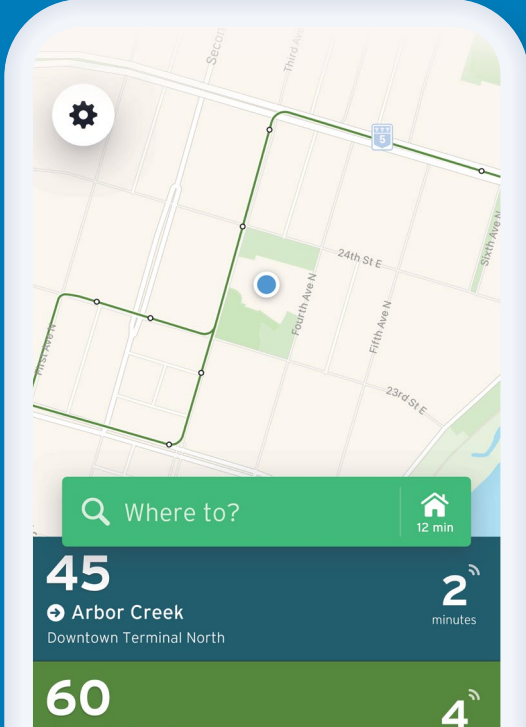 Second
Third Av
5
24th St E
Sixth Ave N
Fourth Ave N
Fifth Ave N
First Ave N
23rd St E
Where to?
12 min
45
Arbor Creek
Downtown Terminal North
2
minutes
60
4